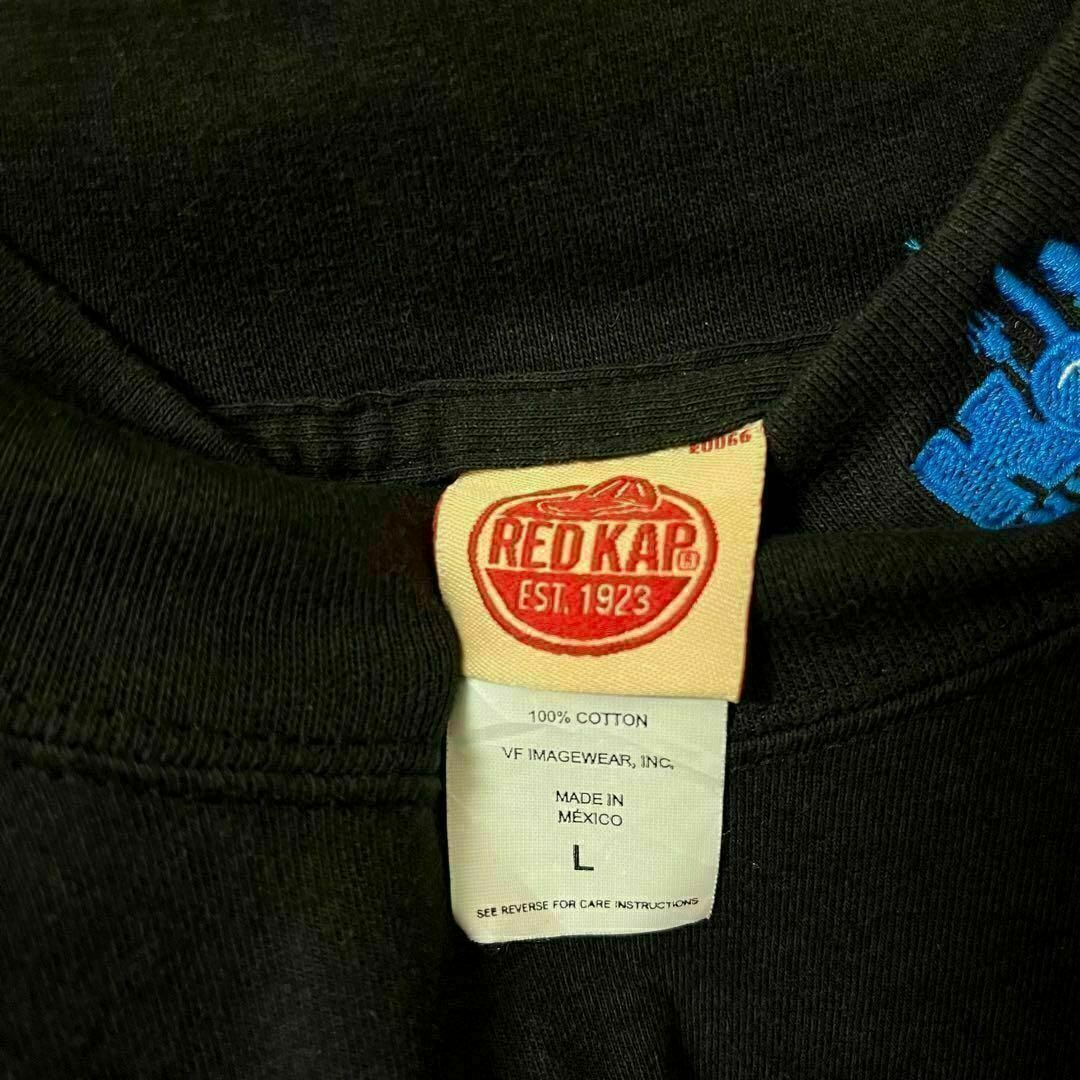 RED KAP®
EST. 1923
100% COTTON
VF IMAGEWEAR, INC.
MADE IN
MÉXICO
L
SEE REVERSE FOR CARE INSTRUCTIONS